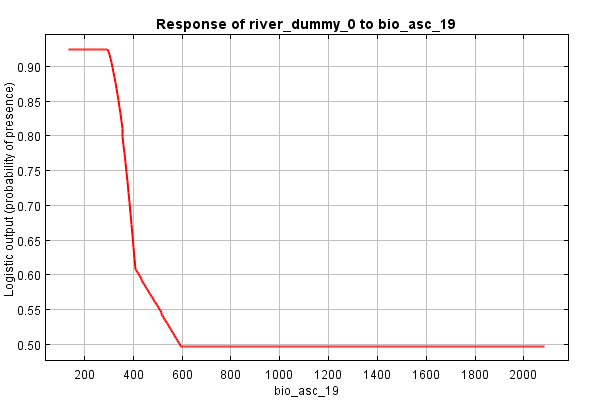 Response of river_dummy_0 to bio_asc_19
Logistic output (probability of presence)
0.90
0.85
0.80
0.75
0.70
0.65
0.60
0.55
0.50
200 400 600 800 1000 1200 1400 1600 1800 2000
bio_asc_19